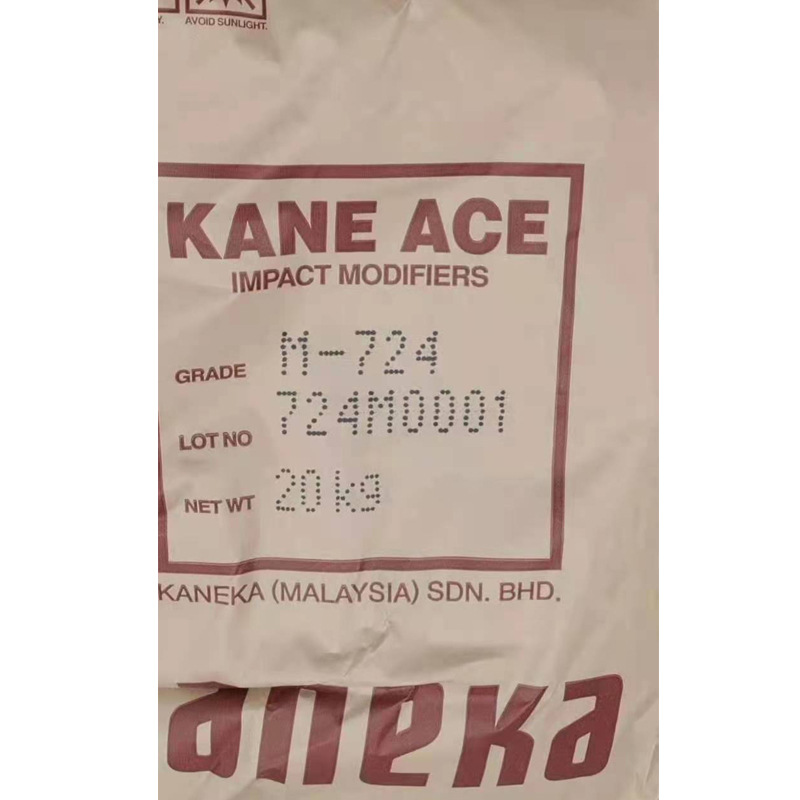 Y.
AVOID SUNLIGHT.
KANE ACE
IMPACT MODIFIERS
GRADE M-724
LOT NO 724M0001
NET WT 20kg
KANEKA (MALAYSIA) SDN. BHD.
aneka